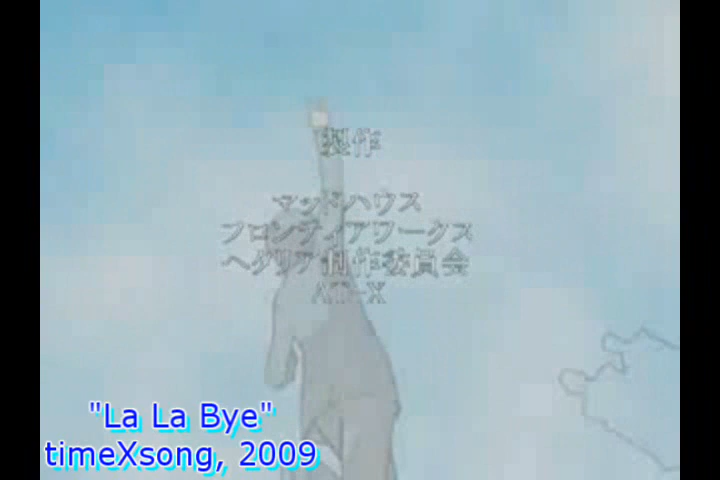 製作
マッドハウス
フロンティアワークス
ヘタリア製作委員会
AT-X
"La La Bye"
timeXsong, 2009